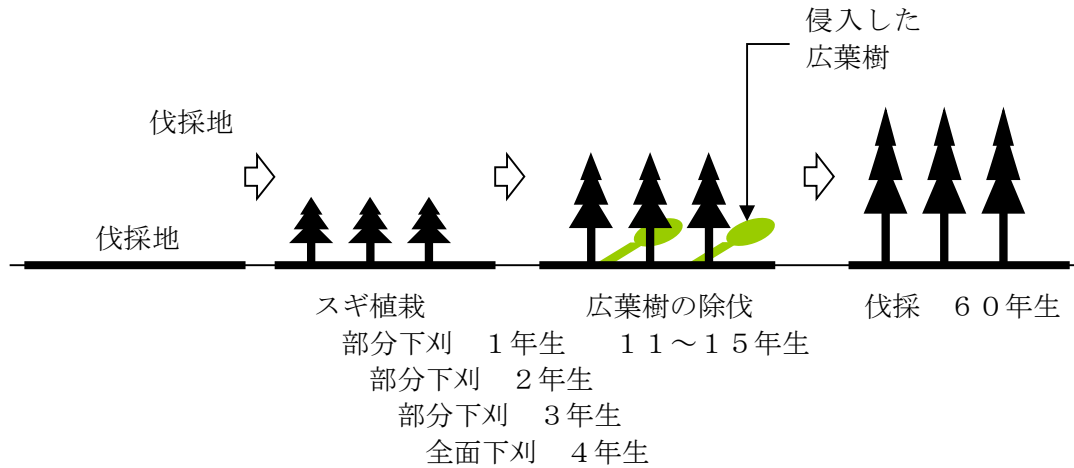 侵入した
広葉樹
伐採地
伐採地
スギ植栽
部分下刈　１年生
部分下刈　２年生
部分下刈　３年生
全面下刈　４年生
広葉樹の除伐
１１～１５年生
伐採　６０年生